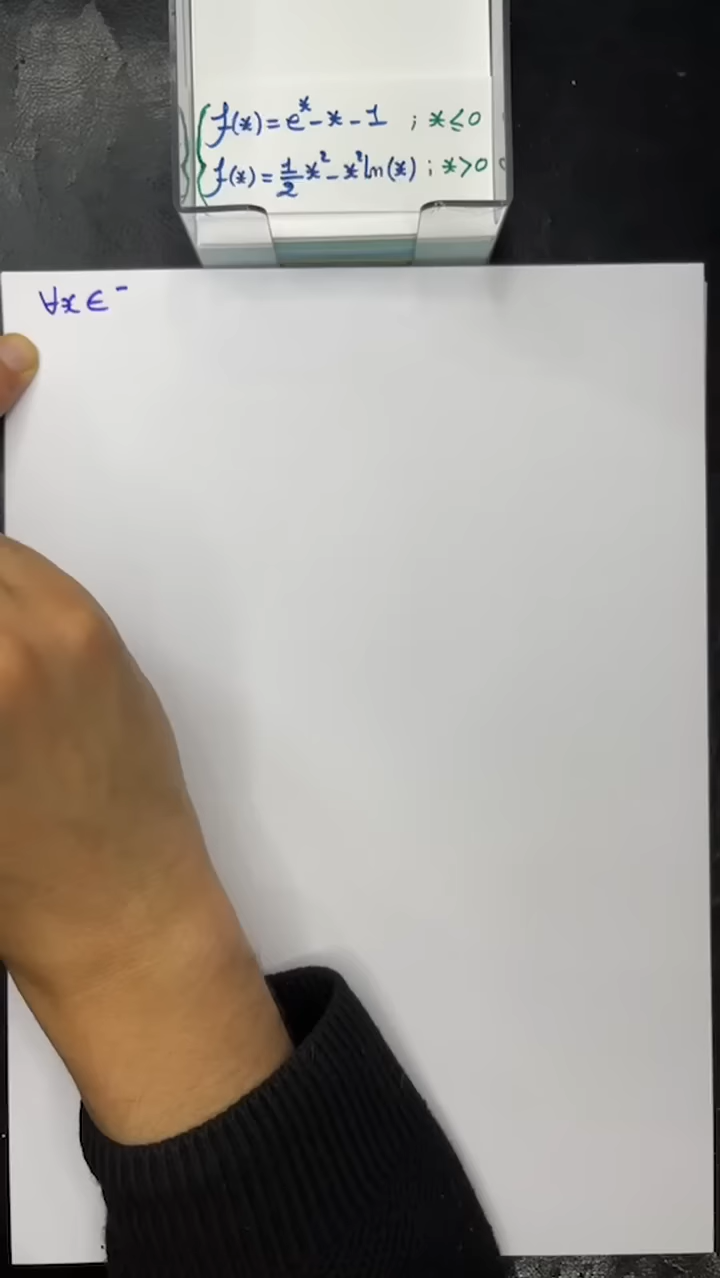 f(x) = e^x - x - 1 ; x ≤ 0
f(x) = 1/2 x² - x² ln(x) ; x > 0
∀x ∈ ⁻